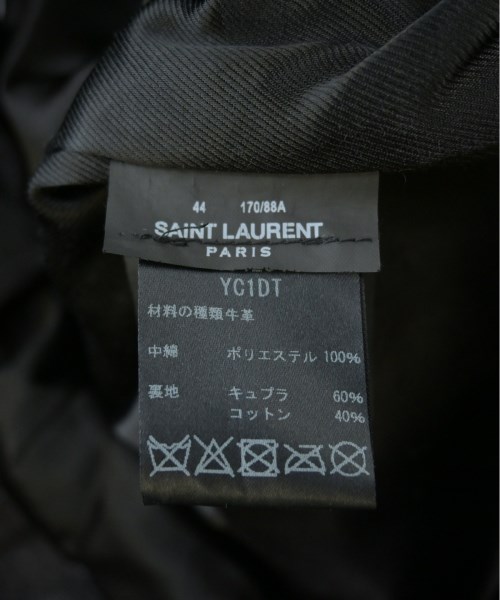 44 170/88A
SAINT LAURENT
PARIS
YC1DT
材料の種類牛革
中綿 ポリエステル 100%
裏地 キュプラ 60%
コットン 40%